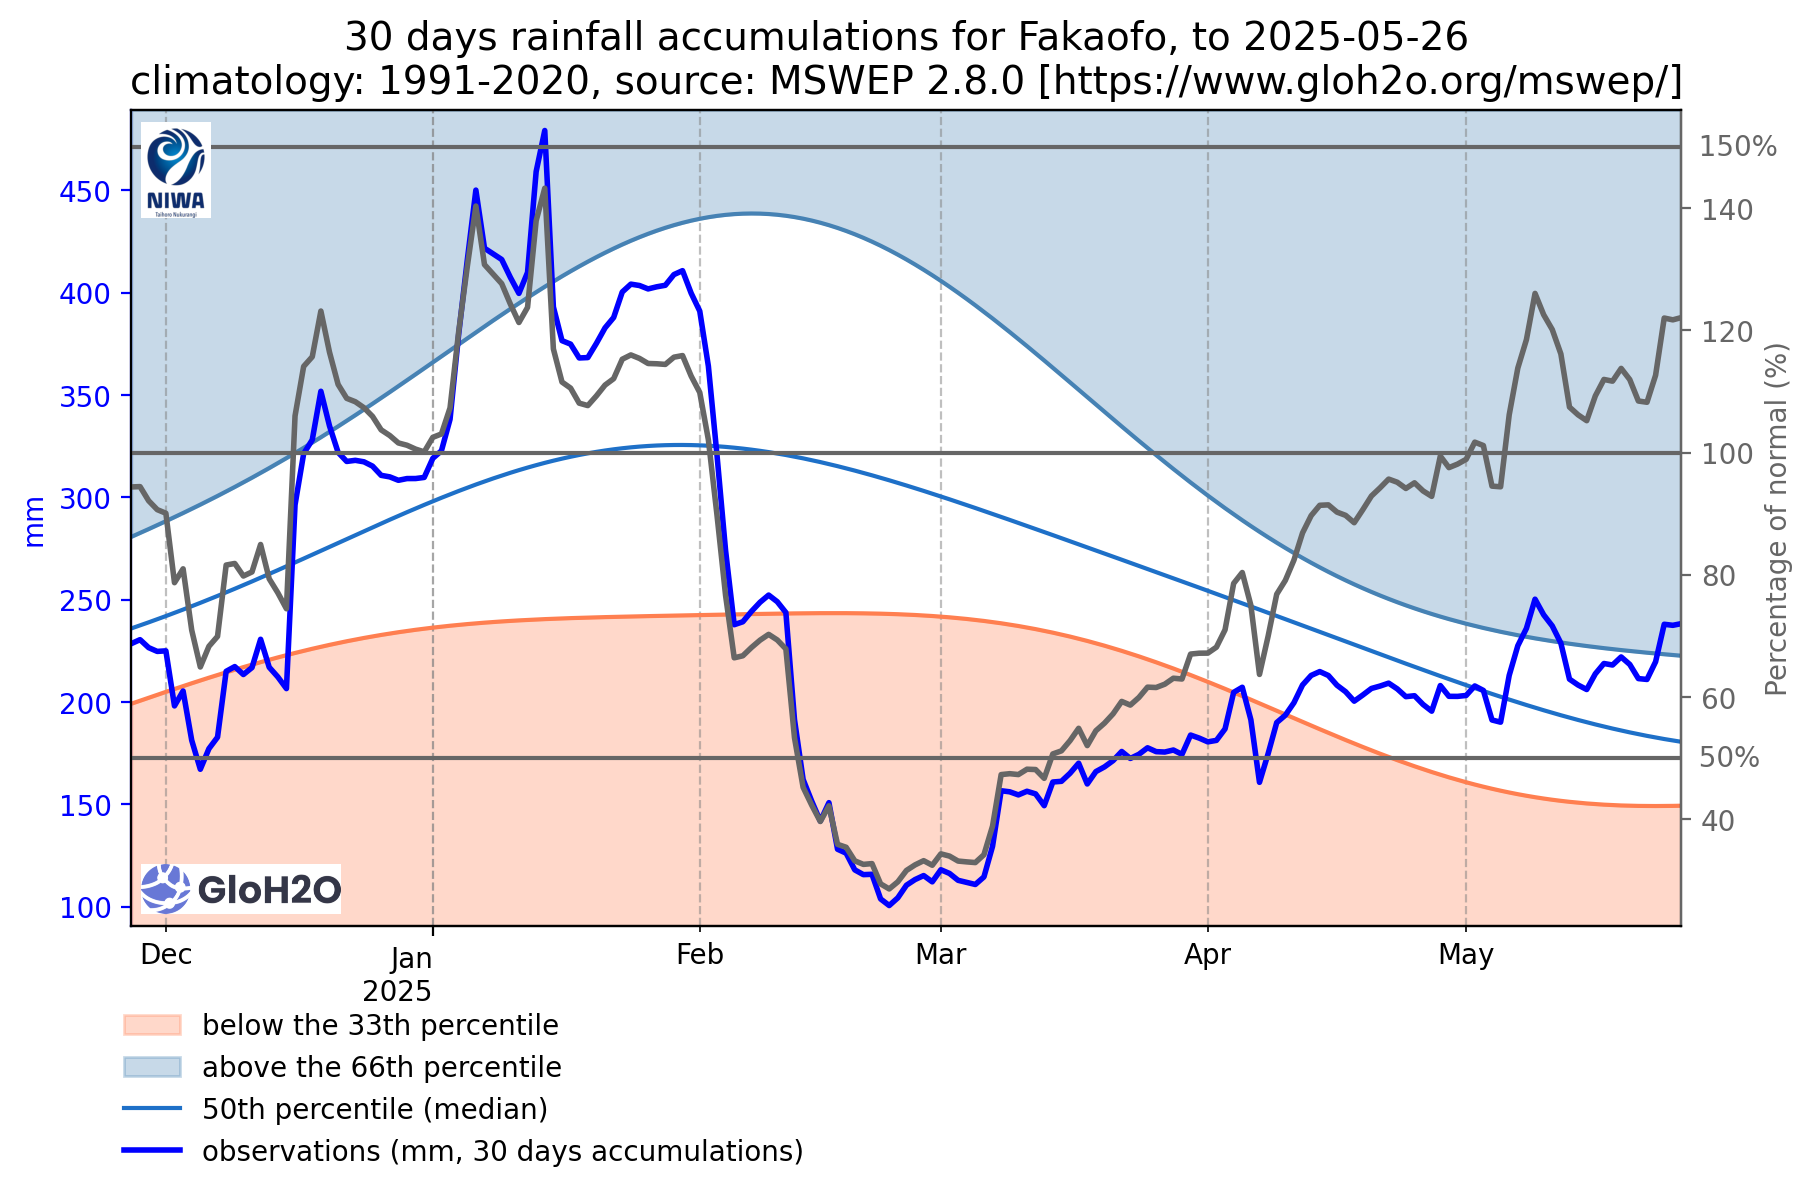 30 days rainfall accumulations for Fakaofo, to 2025-05-26
climatology: 1991-2020, source: MSWEP 2.8.0 [https://www.gloh2o.org/mswep/]
NIWA
Taihoro Nukurangi
450
400
350
300
250
200
150
100
mm
150%
140
120
100
80
60
50%
40
Percentage of normal (%)
GloH2O
Dec
Jan
2025
Feb
Mar
Apr
May
below the 33th percentile
above the 66th percentile
50th percentile (median)
observations (mm, 30 days accumulations)